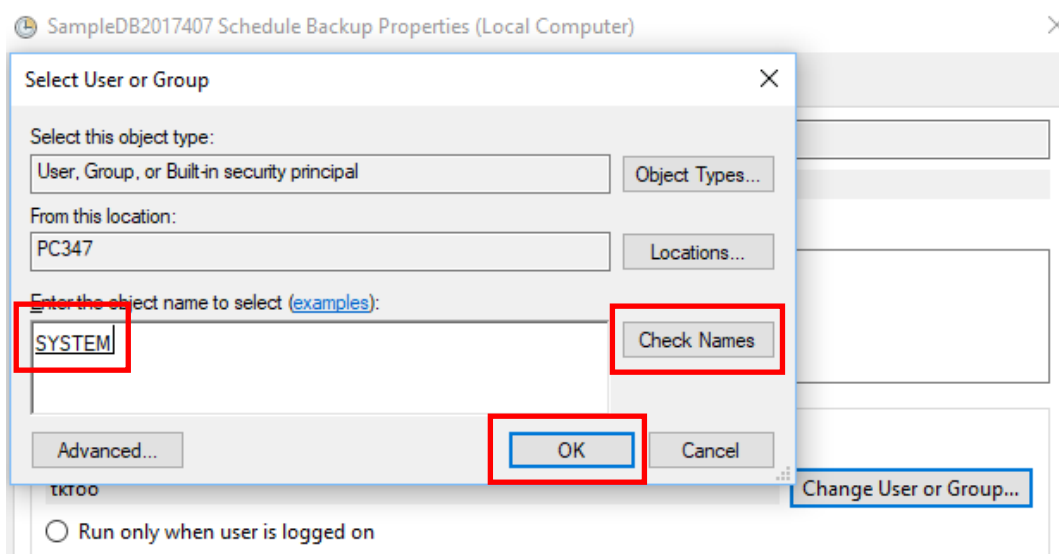 SampleDB2017407 Schedule Backup Properties (Local Computer)
Select User or Group
Select this object type:
User, Group, or Built-in security principal
Object Types...
From this location:
PC347
Locations...
Enter the object name to select (examples):
SYSTEM
Check Names
Advanced...
OK
Cancel
tkfoo
Change User or Group...
Run only when user is logged on